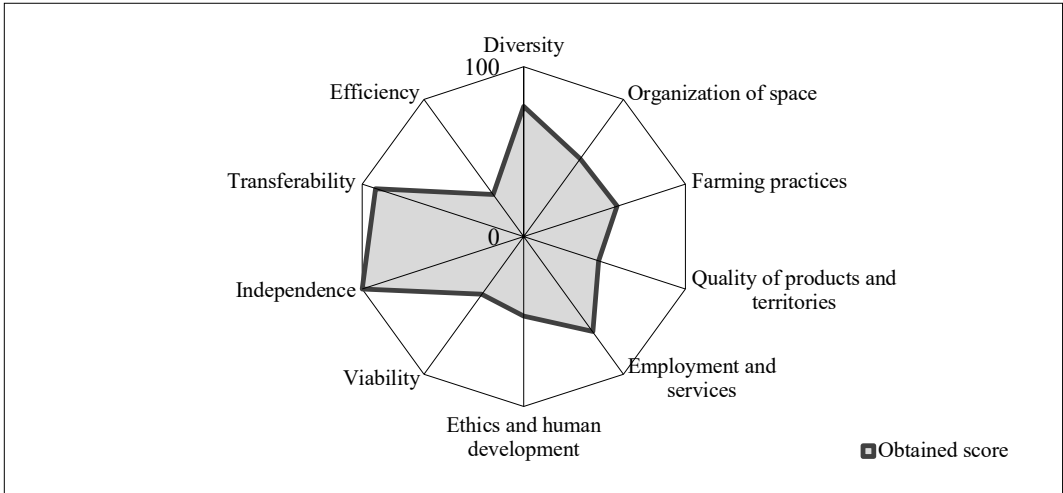 Diversity
100
Efficiency
Organization of space
Transferability
Farming practices
0
Independence
Quality of products and
territories
Viability
Employment and
services
Ethics and human
development
Obtained score